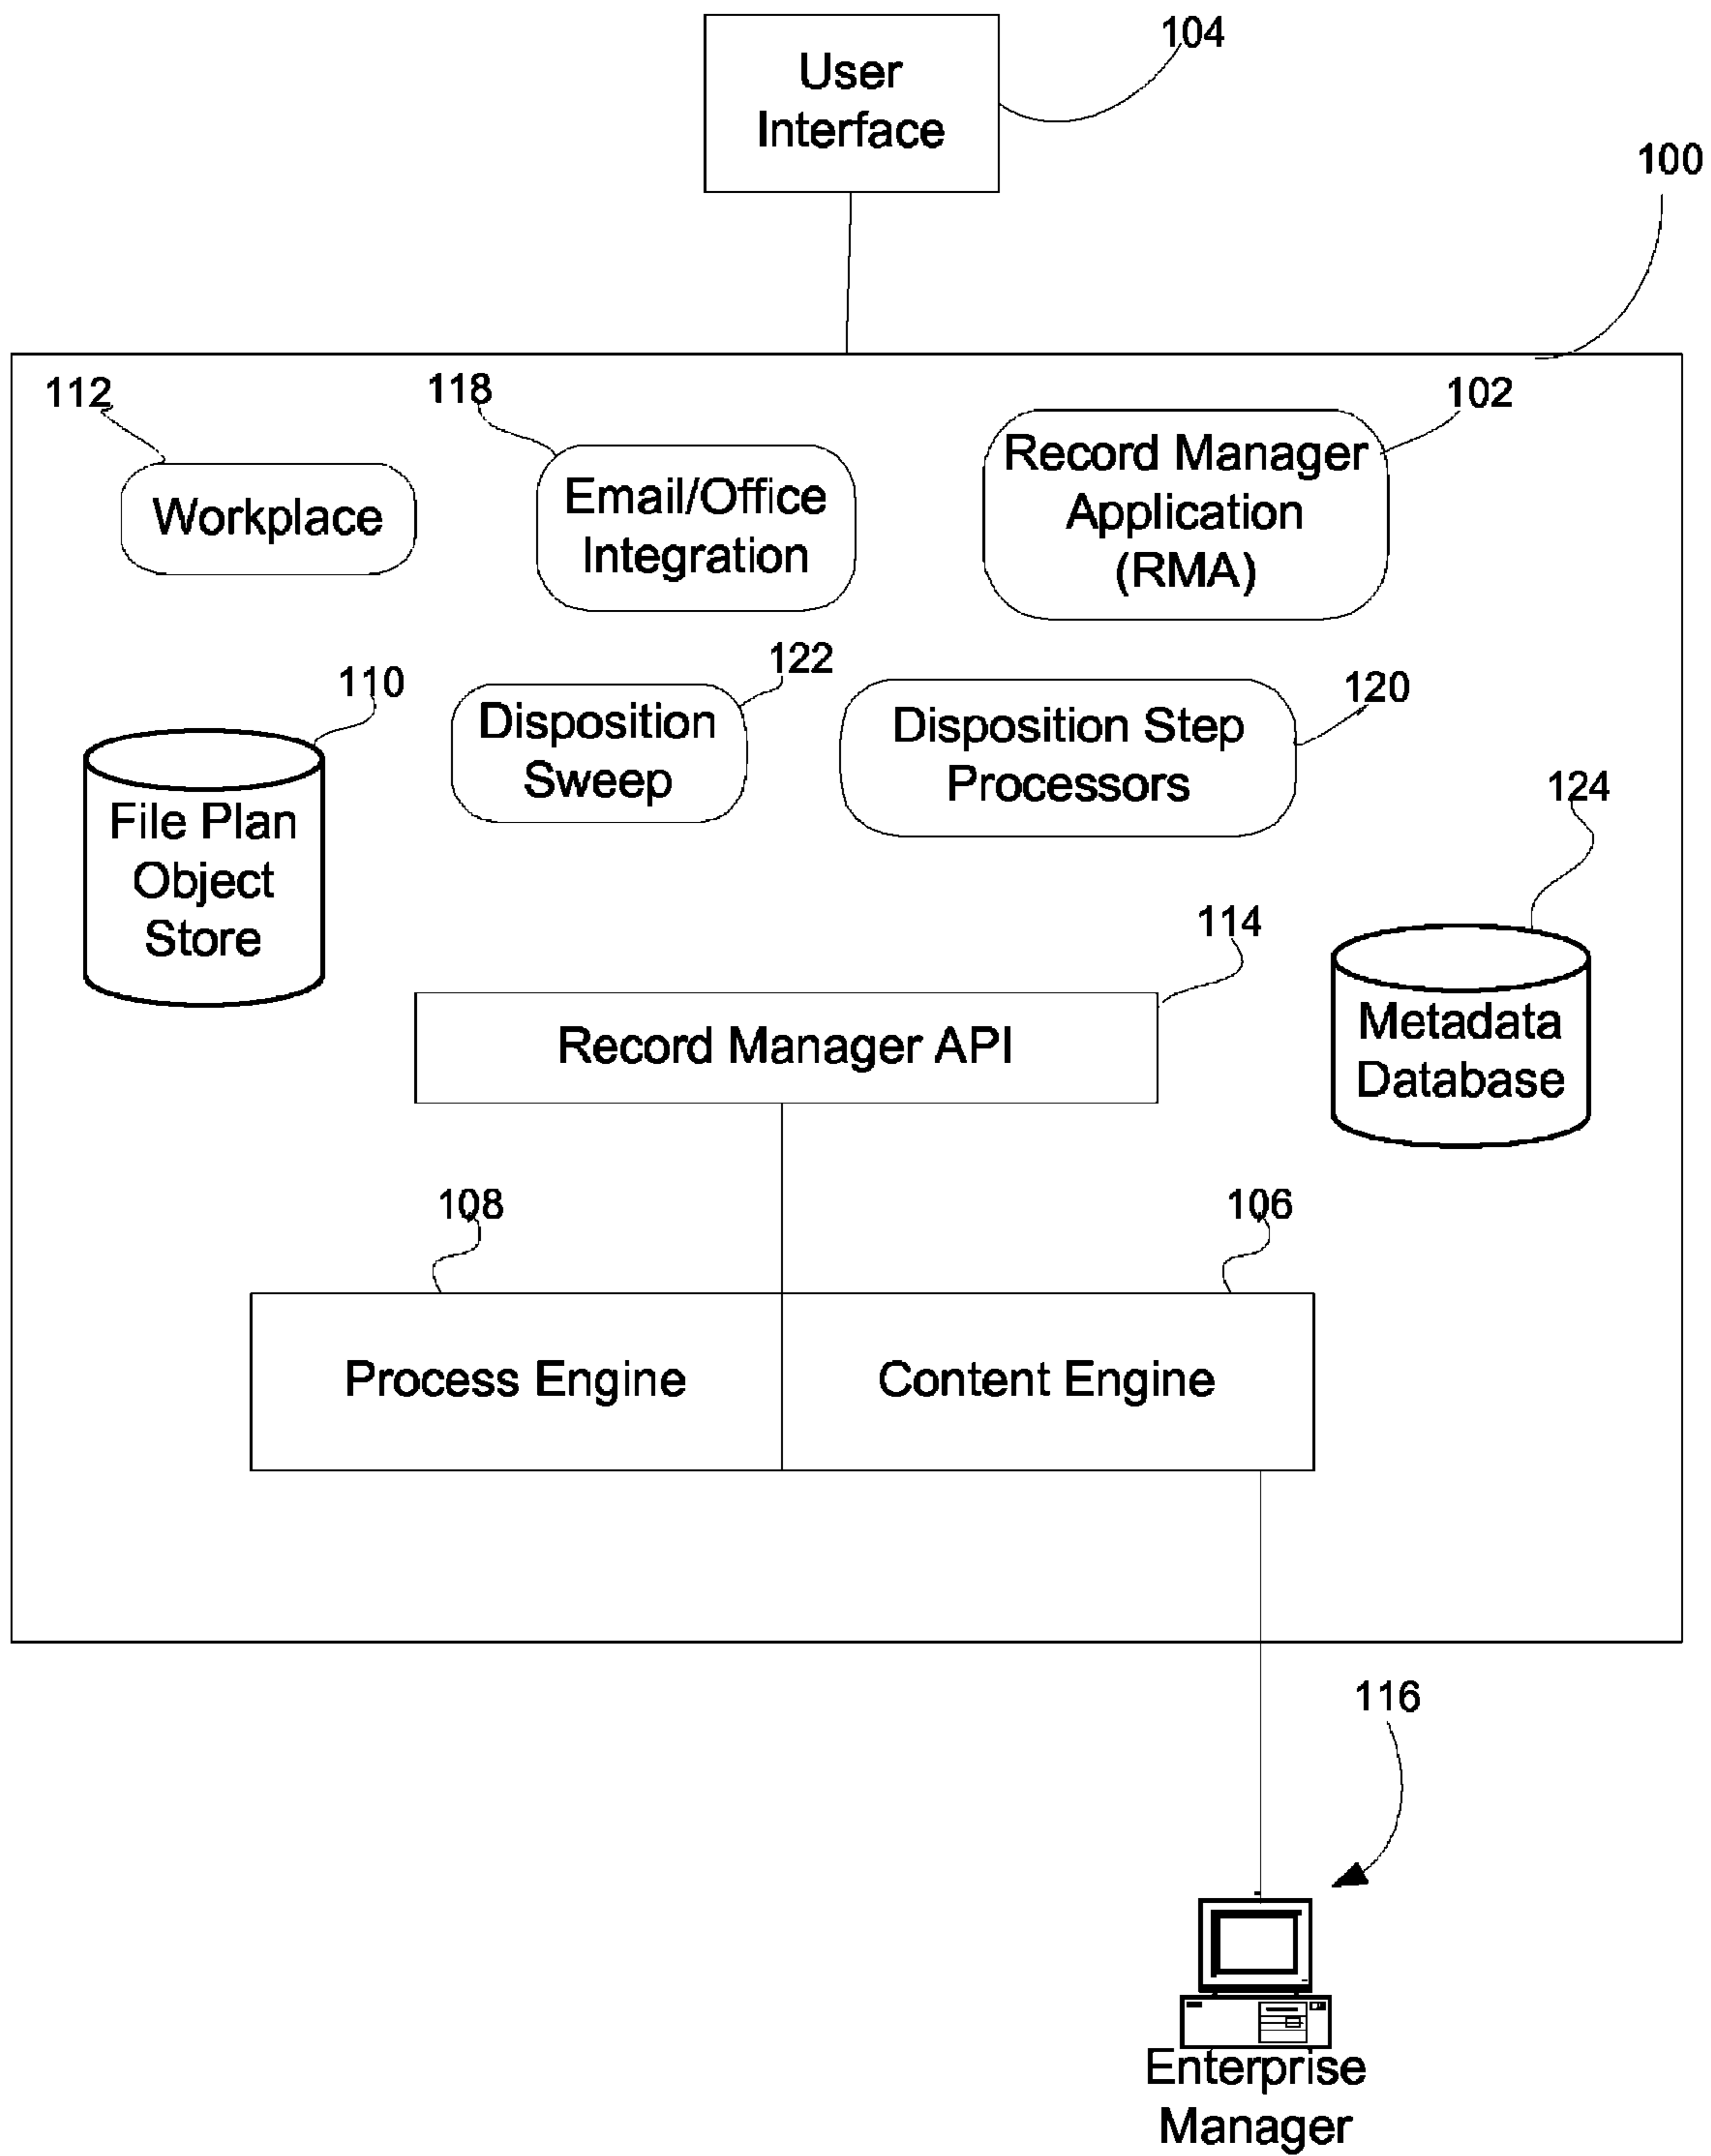 104
User
Interface
100
112
118
102
Workplace
Email/Office
Integration
Record Manager
Application
(RMA)
110
122
120
File Plan
Object
Store
Disposition
Sweep
Disposition Step
Processors
124
114
Record Manager API
Metadata
Database
108
106
Process Engine
Content Engine
116
Enterprise
Manager